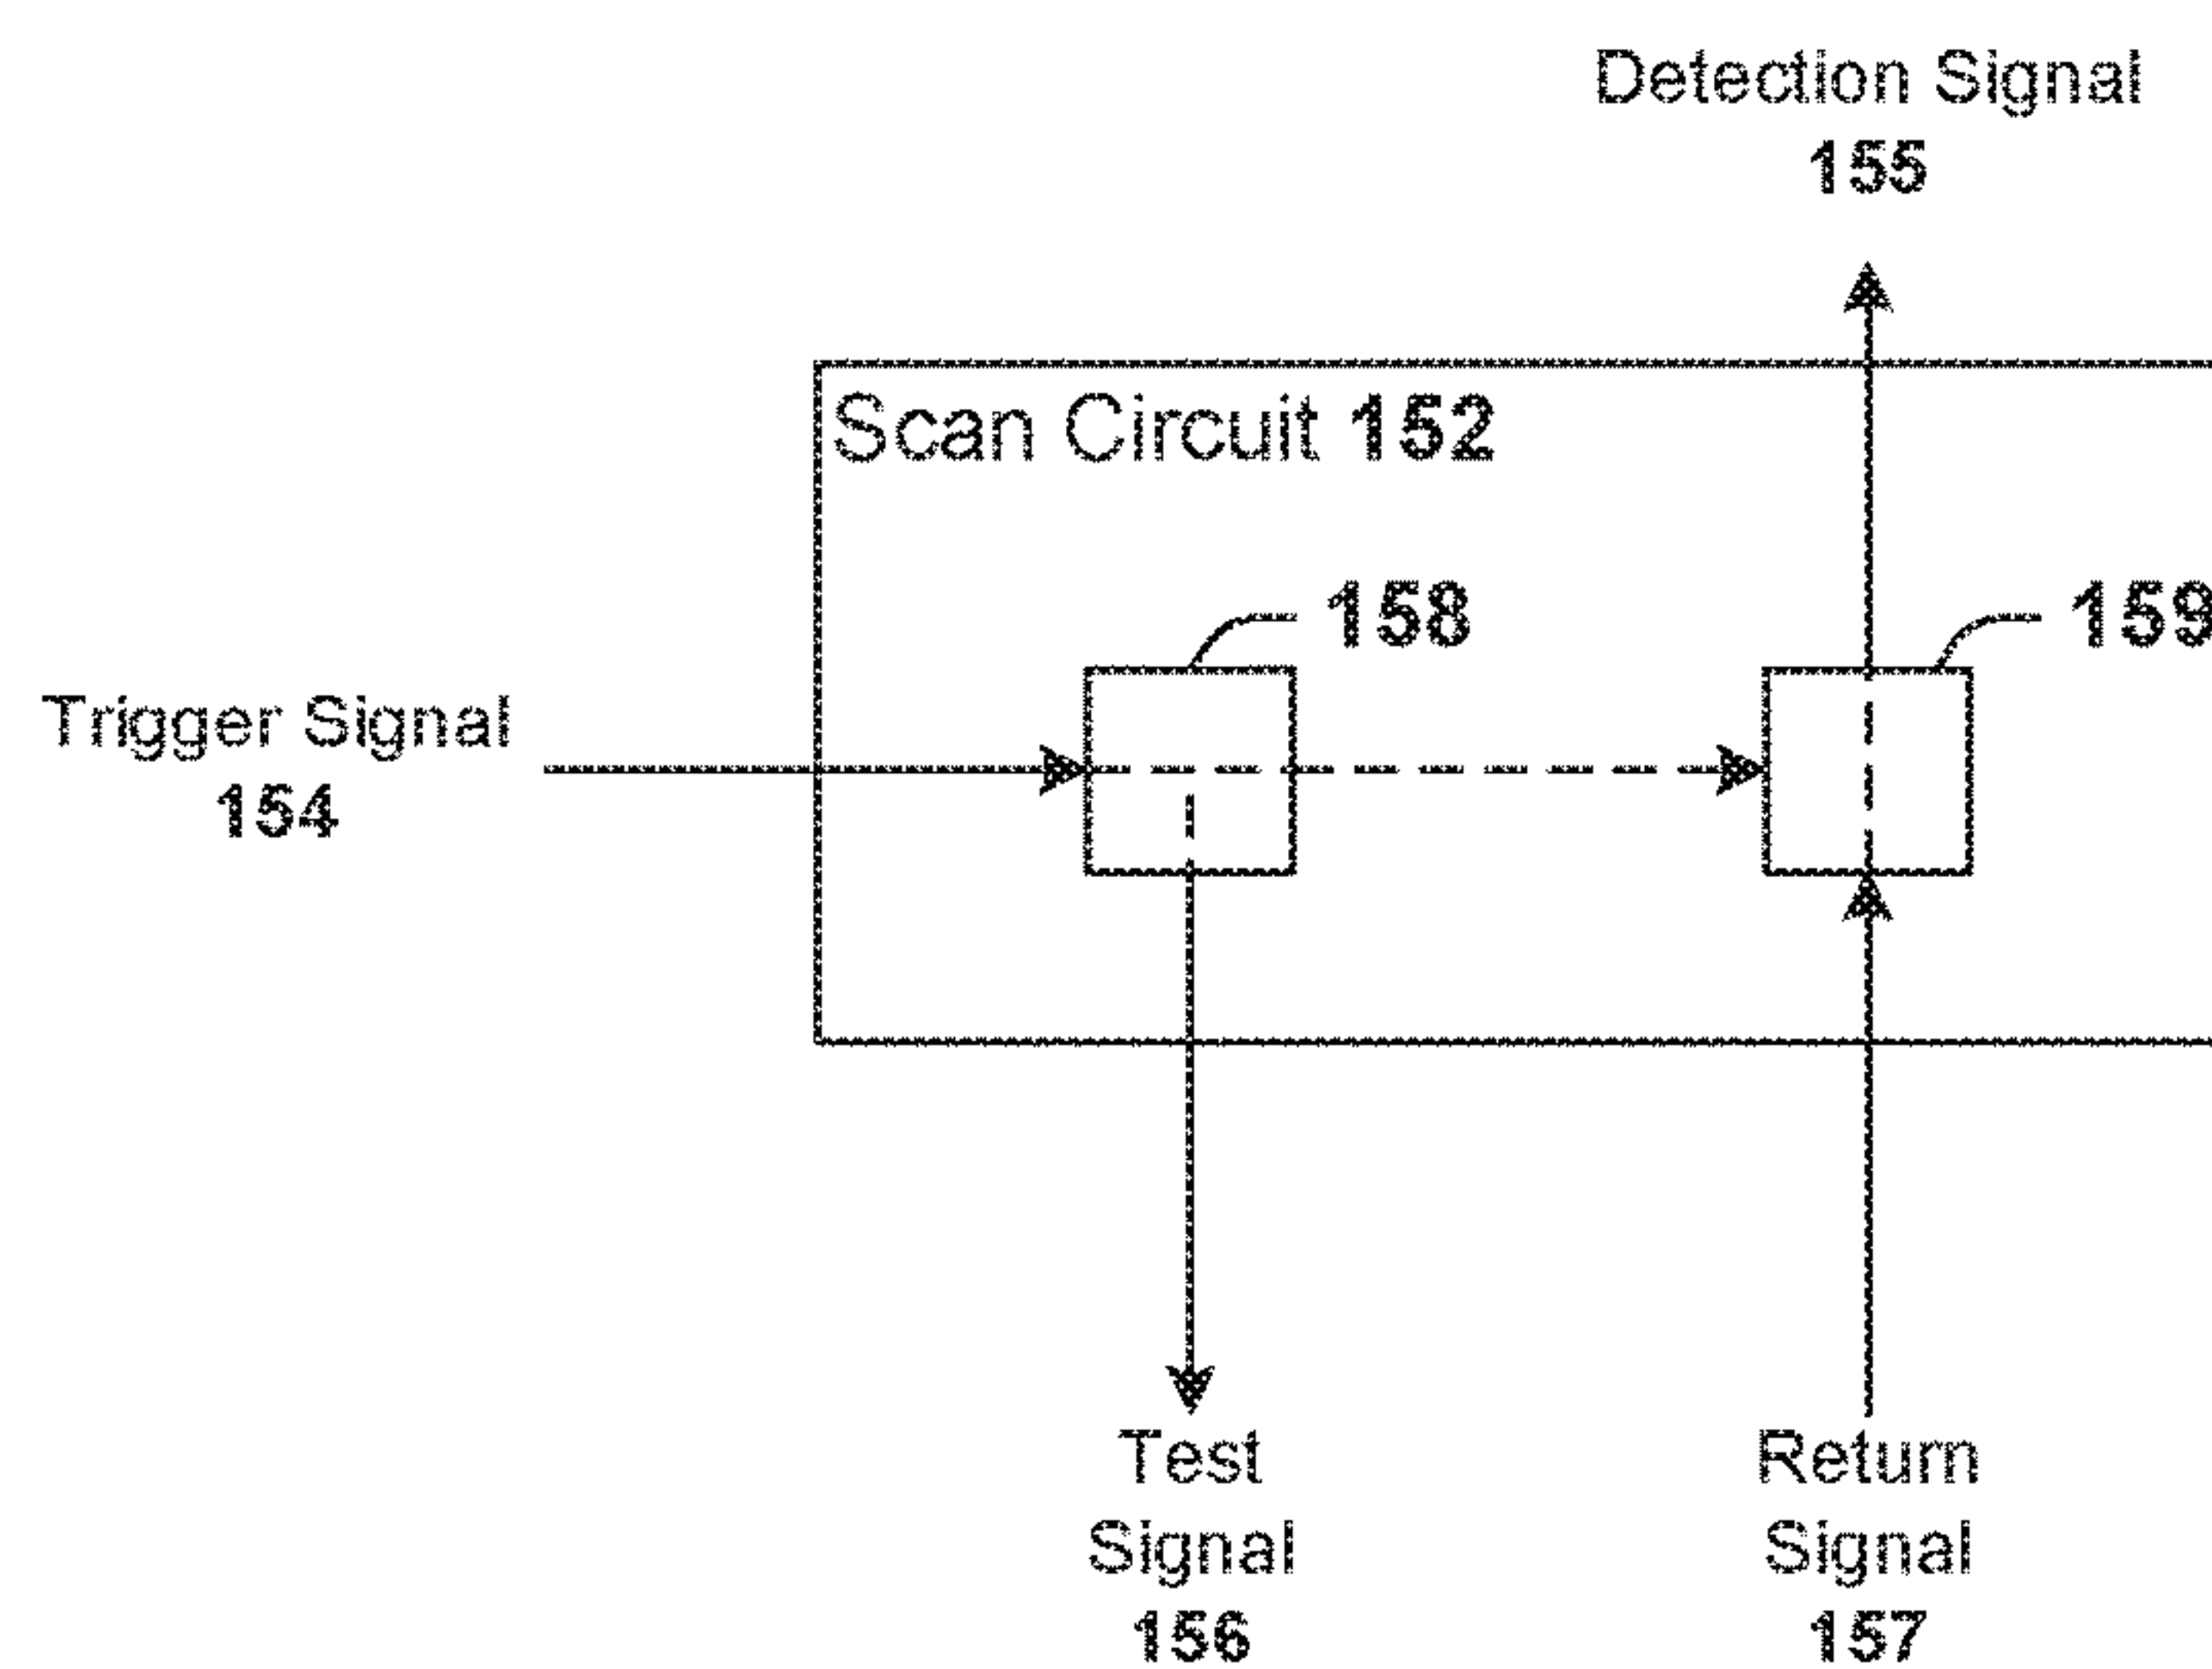 Detection Signal
155
Scan Circuit 152
158
159
Trigger Signal
154
Test
Signal
156
Return
Signal
157